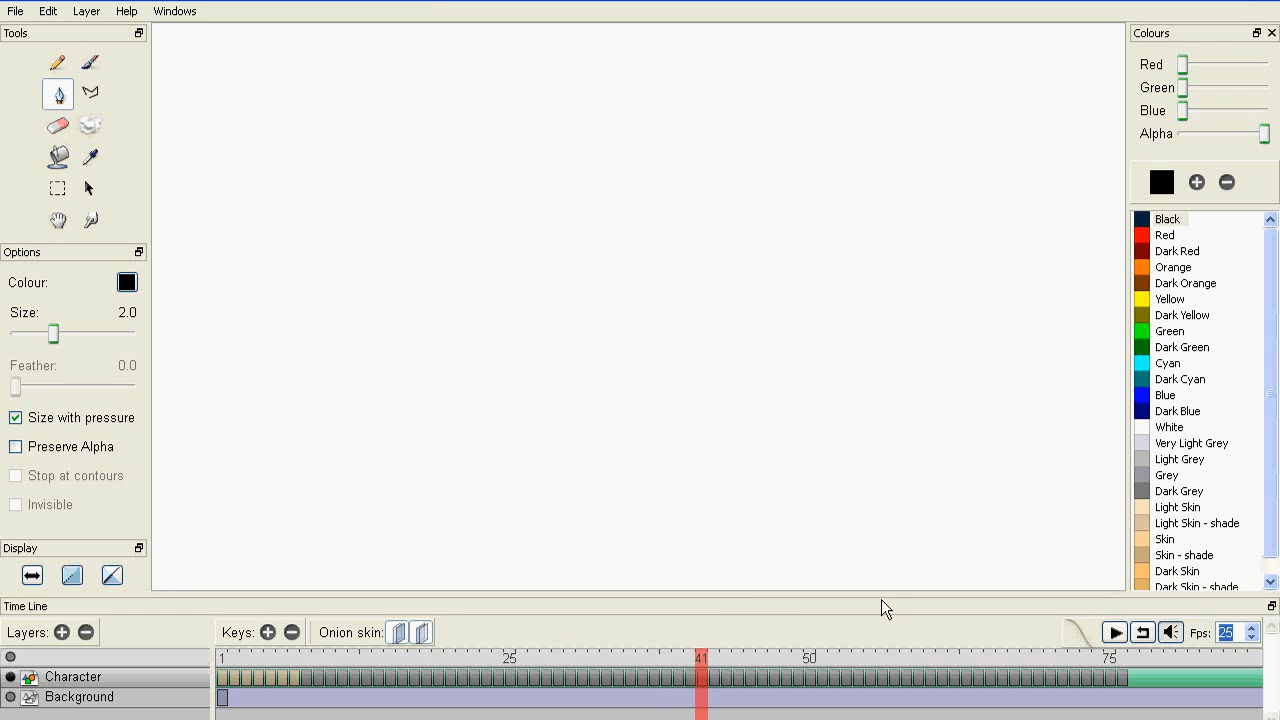 File Edit Layer Help Windows
Tools
Options
Colour:
Size: 2.0
Feather: 0.0
Size with pressure
Preserve Alpha
Stop at contours
Invisible
Display
Colours
Red
Green
Blue
Alpha
Black
Red
Dark Red
Orange
Dark Orange
Yellow
Dark Yellow
Green
Dark Green
Cyan
Dark Cyan
Blue
Dark Blue
White
Very Light Grey
Light Grey
Grey
Dark Grey
Light Skin
Light Skin - shade
Skin
Skin - shade
Dark Skin
Dark Skin - shade
Time Line
Layers: Keys: Onion skin: Fps: 25
1 25 41 50 75
Character
Background